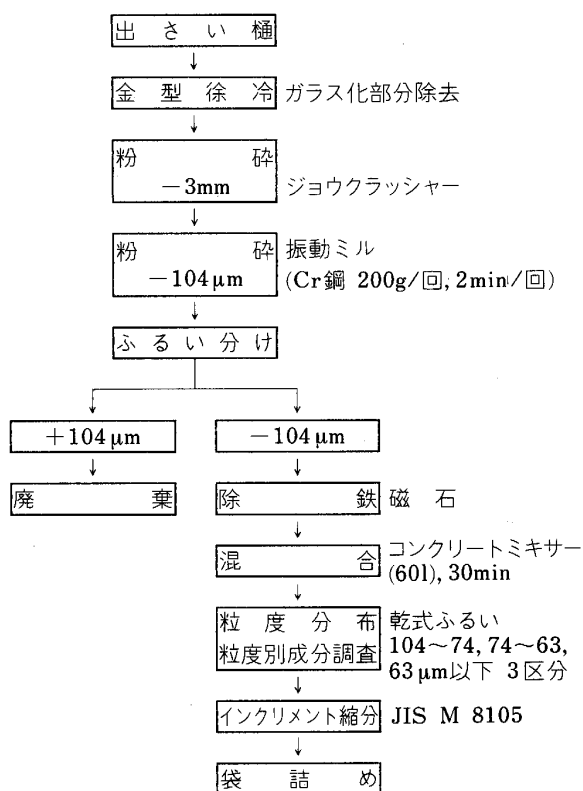 出さい樋
金型徐冷 ガラス化部分除去
粉砕
−3mm ジョウクラッシャー
粉砕 振動ミル
−104μm (Cr鋼 200g/回, 2min/回)
ふるい分け
+104μm −104μm
廃棄 除鉄 磁石
混合 コンクリートミキサー
(60l), 30min
粒度分布 乾式ふるい
粒度別成分調査 104～74, 74～63,
63μm以下 3区分
インクリメント縮分 JIS M 8105
袋詰め